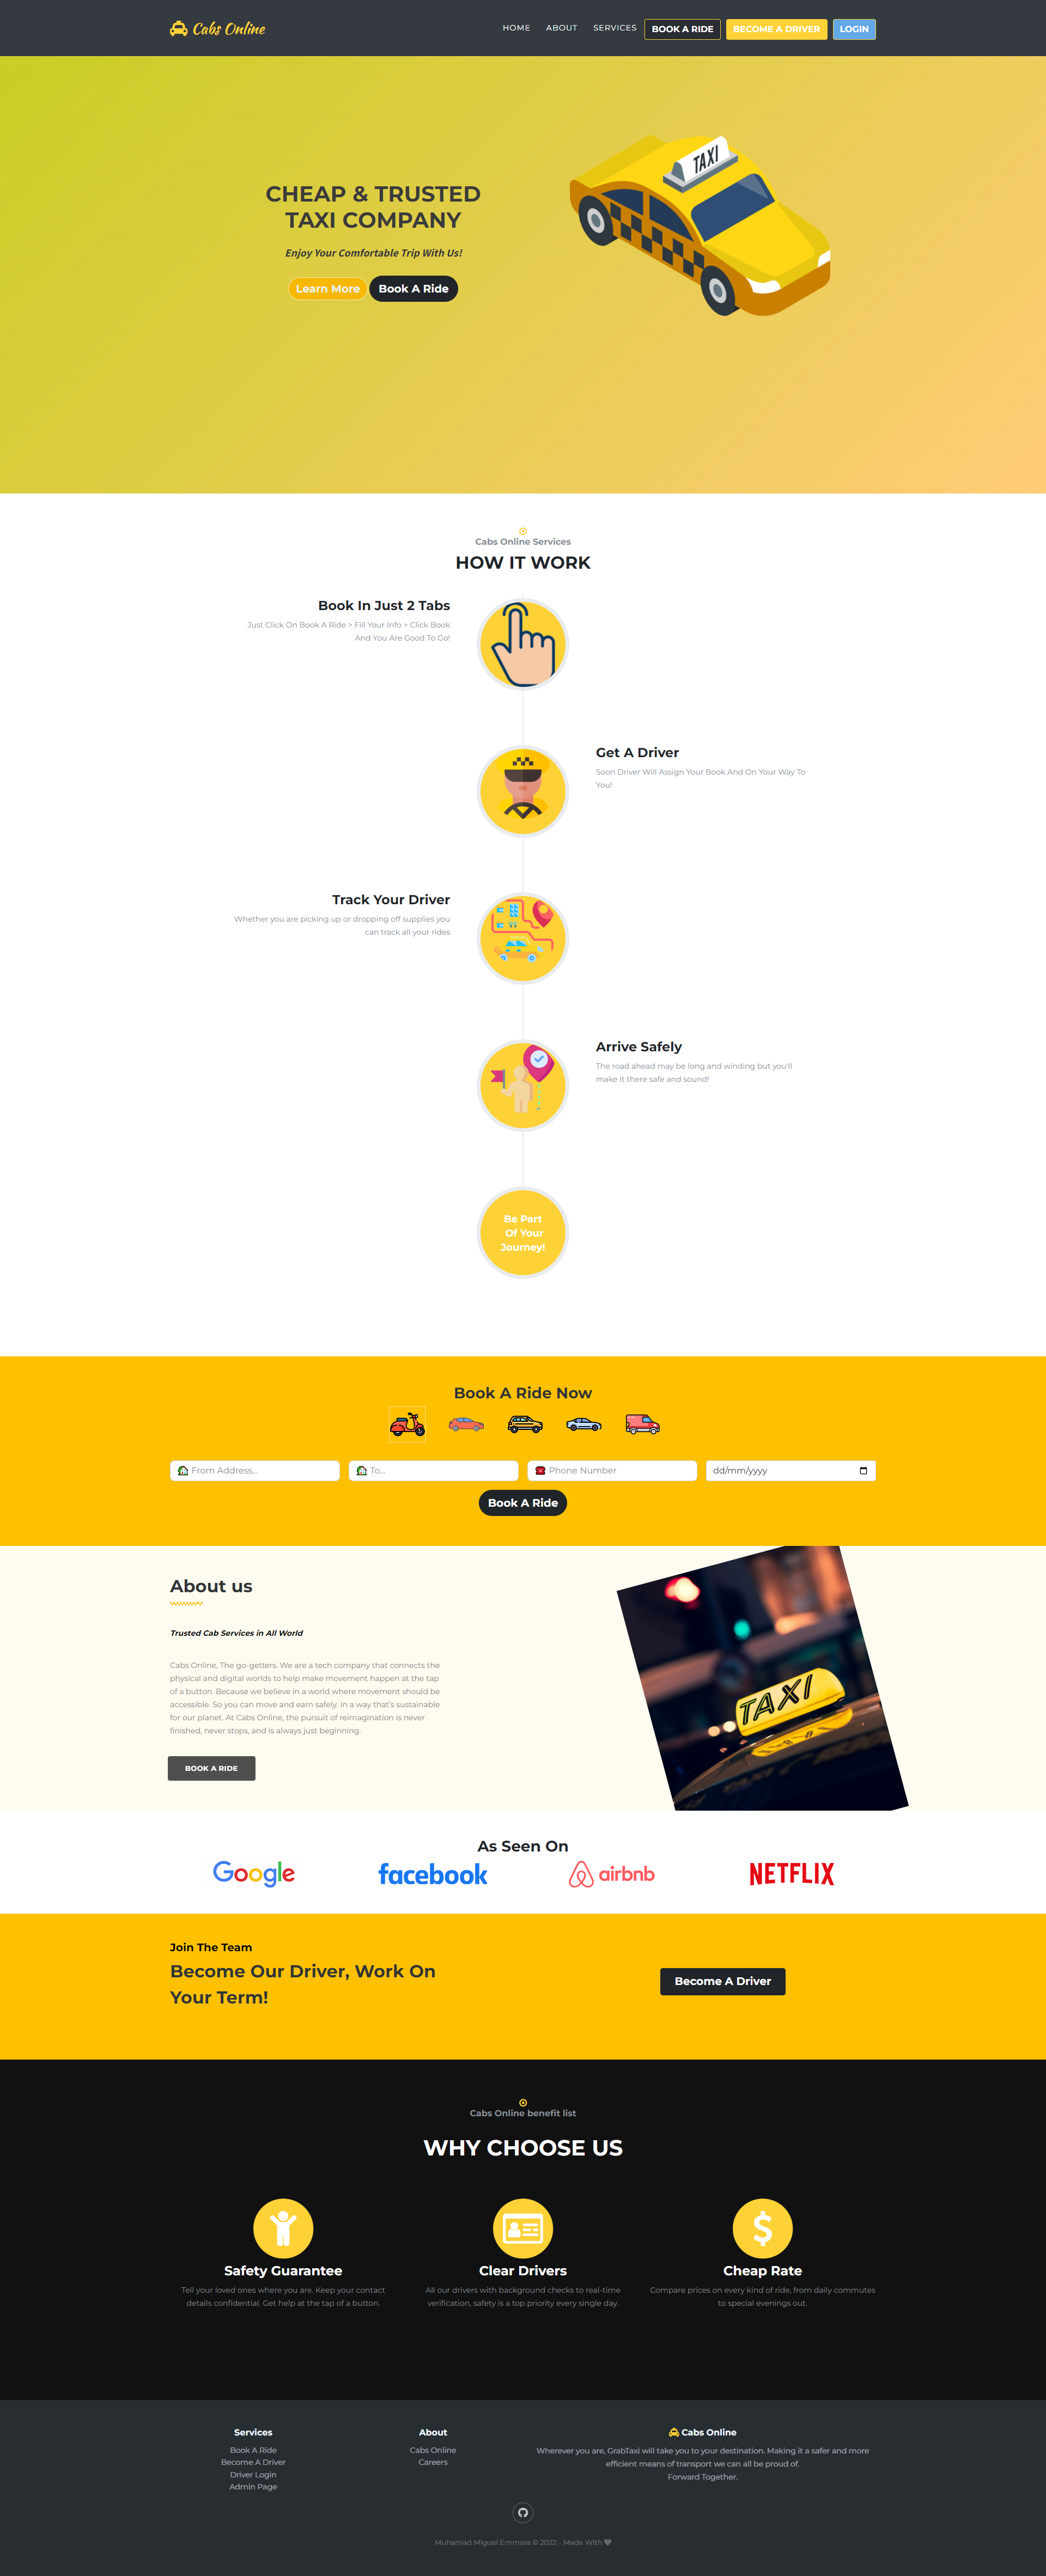 Cabs Online
HOME
ABOUT
SERVICES
BOOK A RIDE
BECOME A DRIVER
LOGIN
TAXI
CHEAP & TRUSTED
TAXI COMPANY
Enjoy Your Comfortable Trip With Us!
Learn More
Book A Ride
Cabs Online Services
HOW IT WORK
Book In Just 2 Tabs
Just Click On Book A Ride > Fill Your Info > Click Book
And You Are Good To Go!
Get A Driver
Soon Driver Will Assign Your Book And On Your Way To
You!
Track Your Driver
Whether you are picking up or dropping off supplies you
can track all your rides
Arrive Safely
The road ahead may be long and winding but you'll
make it there safe and sound!
Be Part
Of Your
Journey!
Book A Ride Now
From Address...
To...
Phone Number
dd/mm/yyyy
Book A Ride
About us
Trusted Cab Services in All World
Cabs Online, The go-getters. We are a tech company that connects the
physical and digital worlds to help make movement happen at the tap
of a button. Because we believe in a world where movement should be
accessible. So you can move and earn safely. In a way that's sustainable
for our planet. At Cabs Online, the pursuit of reimagination is never
finished, never stops, and is always just beginning.
BOOK A RIDE
TAXI
As Seen On
Google
facebook
airbnb
NETFLIX
Join The Team
Become Our Driver, Work On
Your Term!
Become A Driver
Cabs Online benefit list
WHY CHOOSE US
Safety Guarantee
Tell your loved ones where you are. Keep your contact
details confidential. Get help at the tap of a button.
Clear Drivers
All our drivers with background checks to real-time
verification, safety is a top priority every single day.
Cheap Rate
Compare prices on every kind of ride, from daily commutes
to special evenings out.
Services
Book A Ride
Become A Driver
Driver Login
Admin Page
About
Cabs Online
Careers
Cabs Online
Wherever you are, GrabTaxi will take you to your destination. Making it a safer and more
efficient means of transport we can all be proud of.
Forward Together.
Muhamad Miguel Emmara © 2022 - Made With